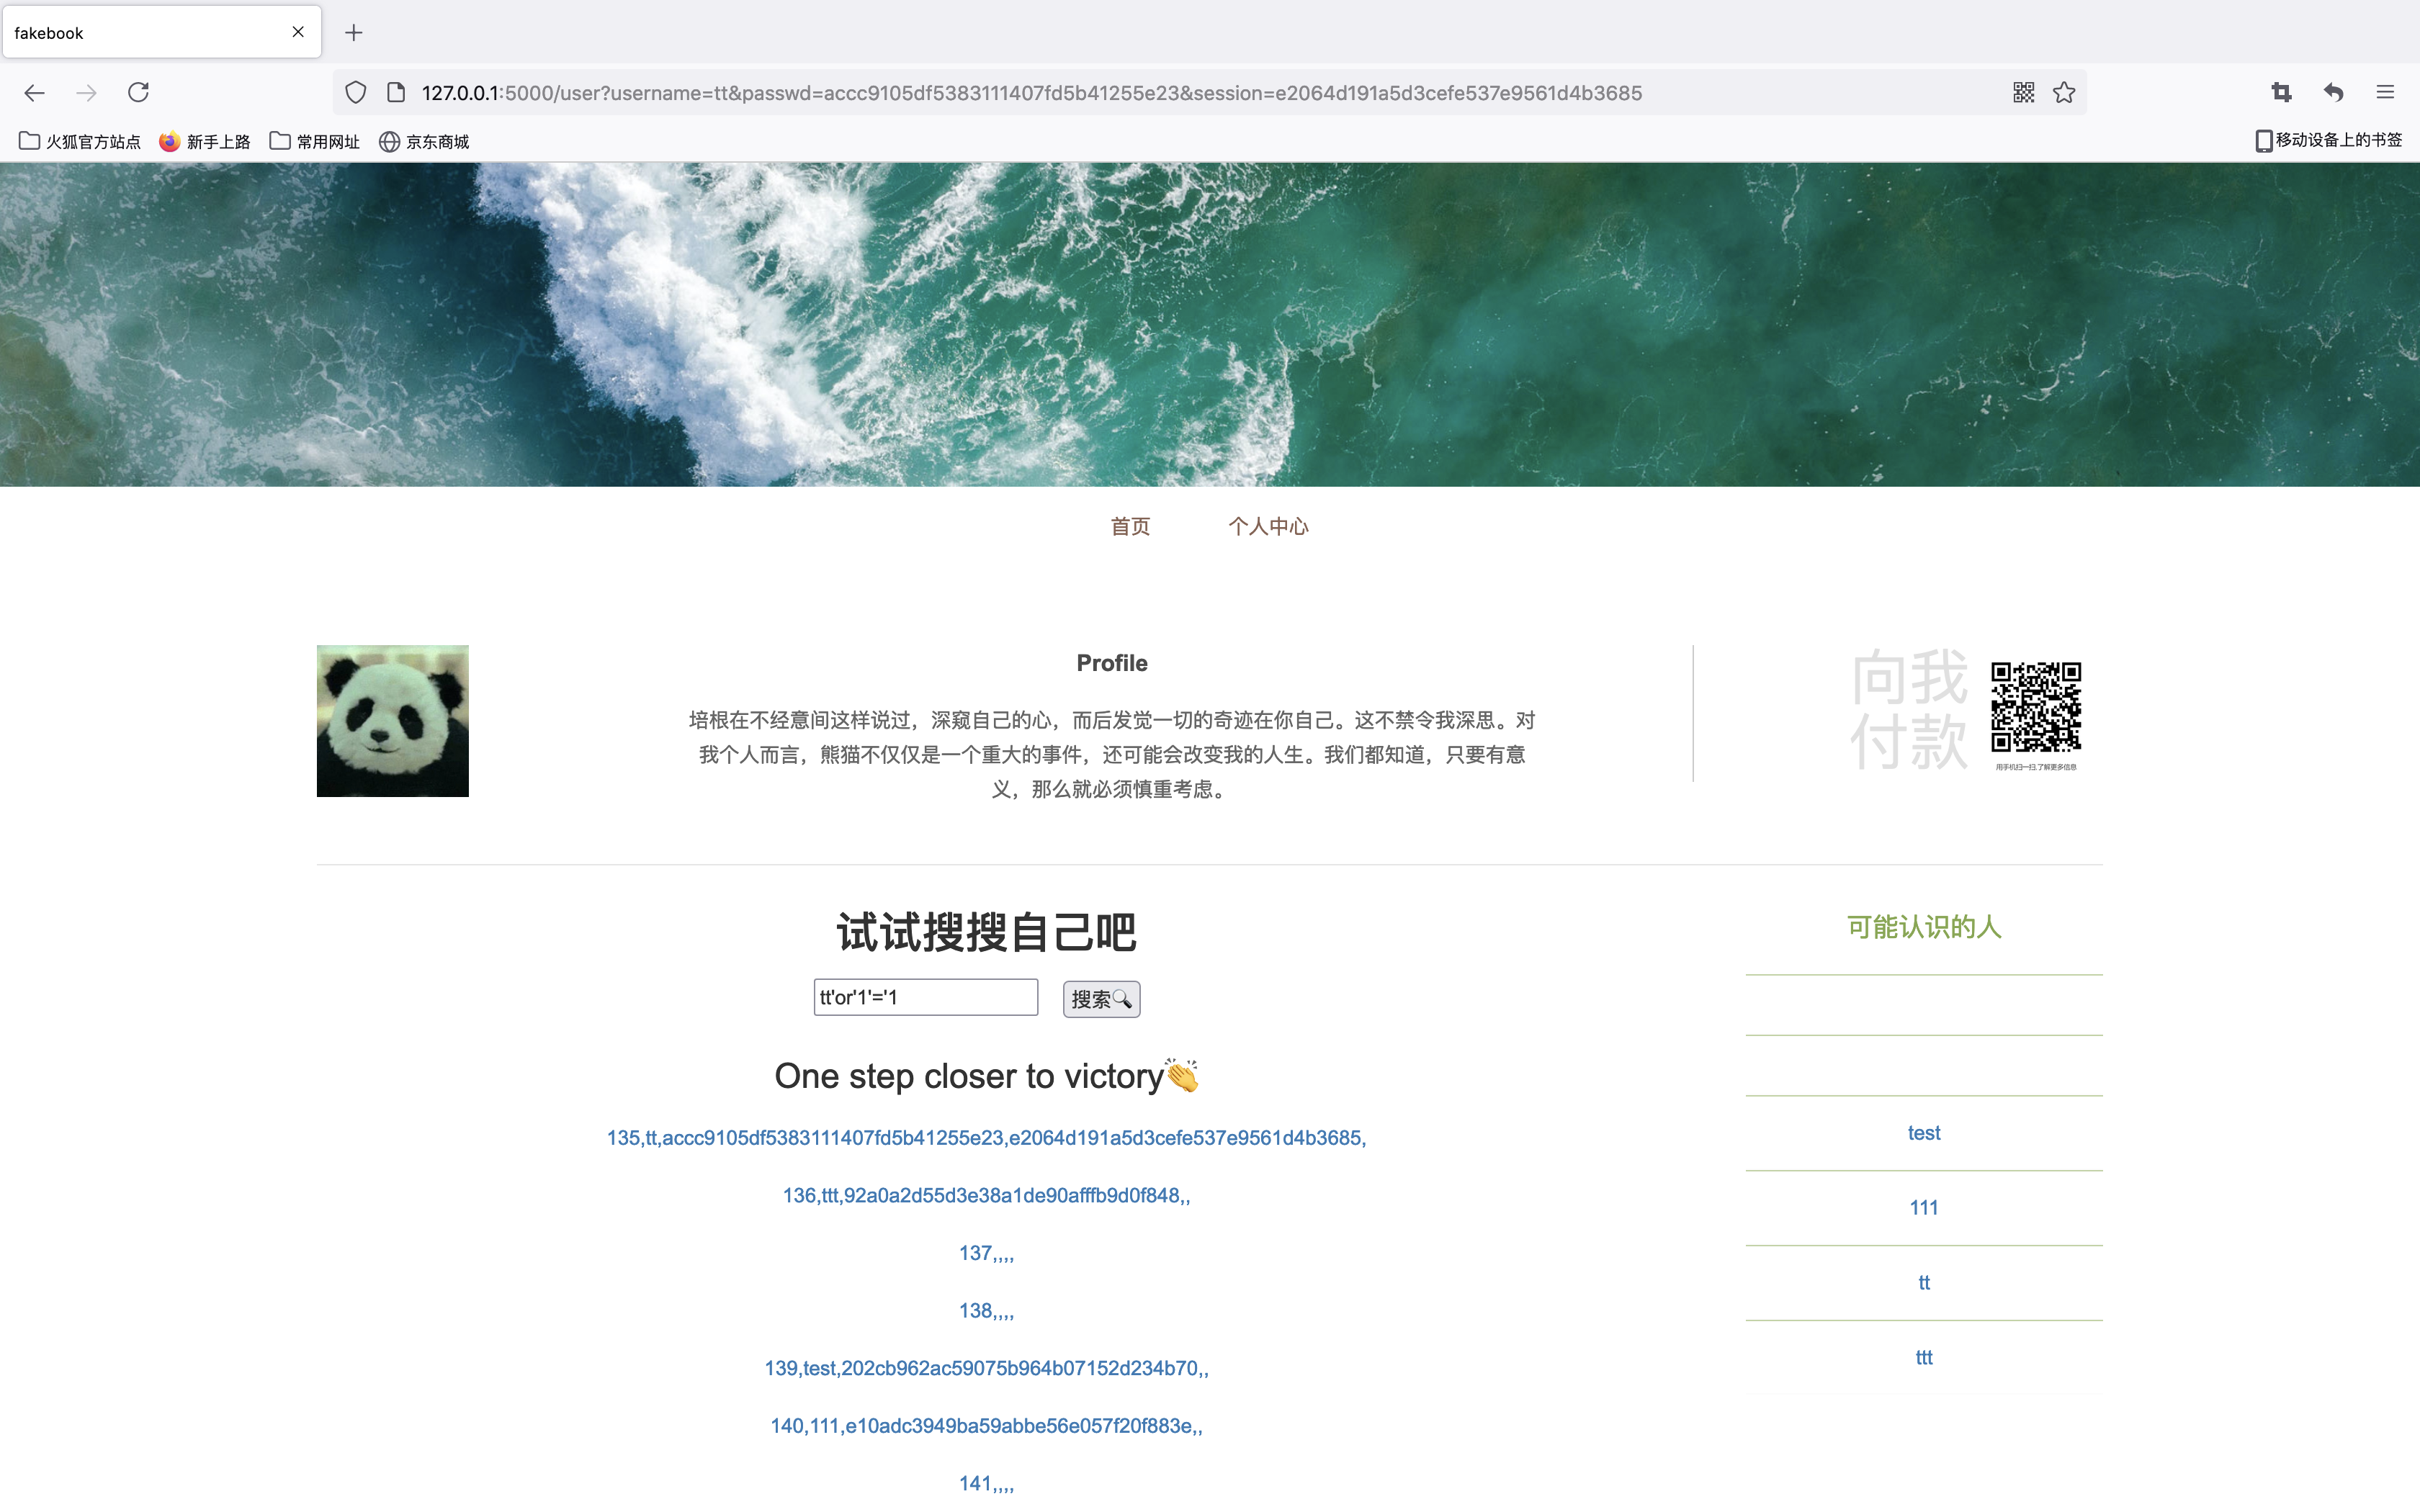 fakebook
127.0.0.1:5000/user?username=tt&passwd=accc9105df5383111407fd5b41255e23&session=e2064d191a5d3cefe537e9561d4b3685
火狐官方站点 新手上路 常用网址 京东商城 移动设备上的书签
首页 个人中心
Profile
培根在不经意间这样说过，深窥自己的心，而后发觉一切的奇迹在你自己。这不禁令我深思。对
我个人而言，熊猫不仅仅是一个重大的事件，还可能会改变我的人生。我们都知道，只要有意
义，那么就必须慎重考虑。
向我
付款
用手机扫一扫,了解更多信息
试试搜搜自己吧
tt'or'1'='1 搜索🔍
One step closer to victory👏
135,tt,accc9105df5383111407fd5b41255e23,e2064d191a5d3cefe537e9561d4b3685,
136,ttt,92a0a2d55d3e38a1de90afffb9d0f848,,
137,,,,
138,,,,
139,test,202cb962ac59075b964b07152d234b70,,
140,111,e10adc3949ba59abbe56e057f20f883e,,
141,,,,
可能认识的人
test
111
tt
ttt